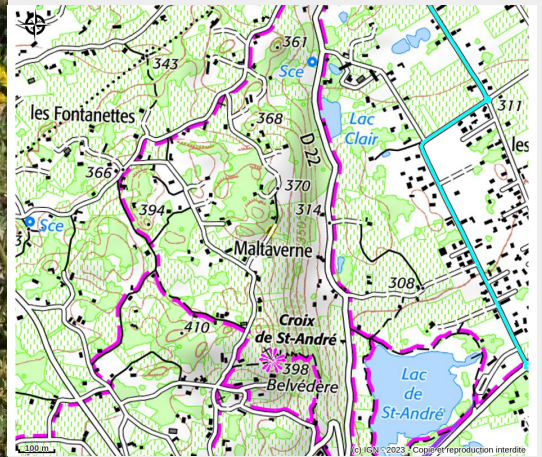 361
Sce
343
les Fontanettes
368
Lac
Clair
311
les
D 22
366
370
394
314
Sce
3
Maltaverne
308
410
Croix
de St-André
398
Belvédère
Lac
de
St-André
100 m
(c) IGN - 2023 - Copie et reproduction interdite